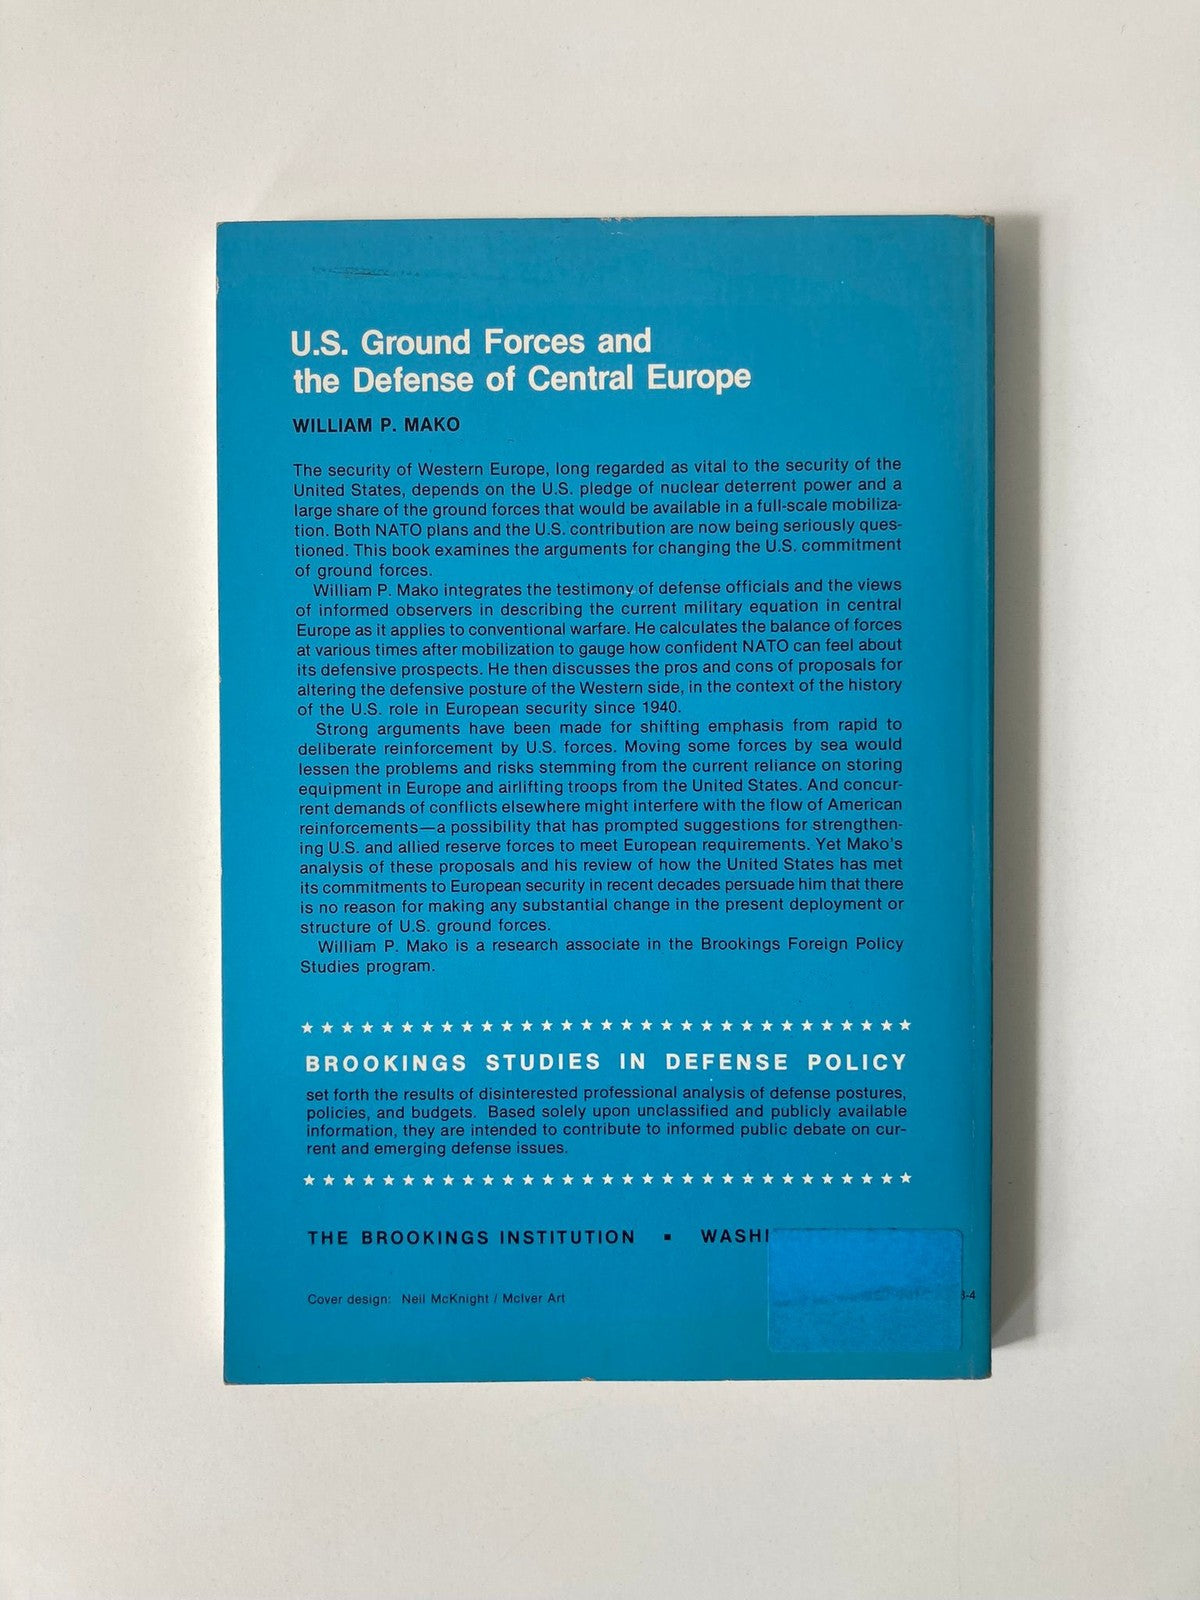 U.S. Ground Forces and
the Defense of Central Europe
WILLIAM P. MAKO
The security of Western Europe, long regarded as vital to the security of the
United States, depends on the U.S. pledge of nuclear deterrent power and a
large share of the ground forces that would be available in a full-scale mobiliza-
tion. Both NATO plans and the U.S. contribution are now being seriously ques-
tioned. This book examines the arguments for changing the U.S. commitment
of ground forces.
William P. Mako integrates the testimony of defense officials and the views
of informed observers in describing the current military equation in central
Europe as it applies to conventional warfare. He calculates the balance of forces
at various times after mobilization to gauge how confident NATO can feel about
its defensive prospects. He then discusses the pros and cons of proposals for
altering the defensive posture of the Western side, in the context of the history
of the U.S. role in European security since 1940.
Strong arguments have been made for shifting emphasis from rapid to
deliberate reinforcement by U.S. forces. Moving some forces by sea would
lessen the problems and risks stemming from the current reliance on storing
equipment in Europe and airlifting troops from the United States. And concur-
rent demands of conflicts elsewhere might interfere with the flow of American
reinforcements—a possibility that has prompted suggestions for strengthen-
ing U.S. and allied reserve forces to meet European requirements. Yet Mako's
analysis of these proposals and his review of how the United States has met
its commitments to European security in recent decades persuade him that there
is no reason for making any substantial change in the present deployment or
structure of U.S. ground forces.
William P. Mako is a research associate in the Brookings Foreign Policy
Studies program.
BROOKINGS STUDIES IN DEFENSE POLICY
set forth the results of disinterested professional analysis of defense postures,
policies, and budgets. Based solely upon unclassified and publicly available
information, they are intended to contribute to informed public debate on cur-
rent and emerging defense issues.
THE BROOKINGS INSTITUTION ▪ WASHI
Cover design: Neil McKnight / McIver Art
-4